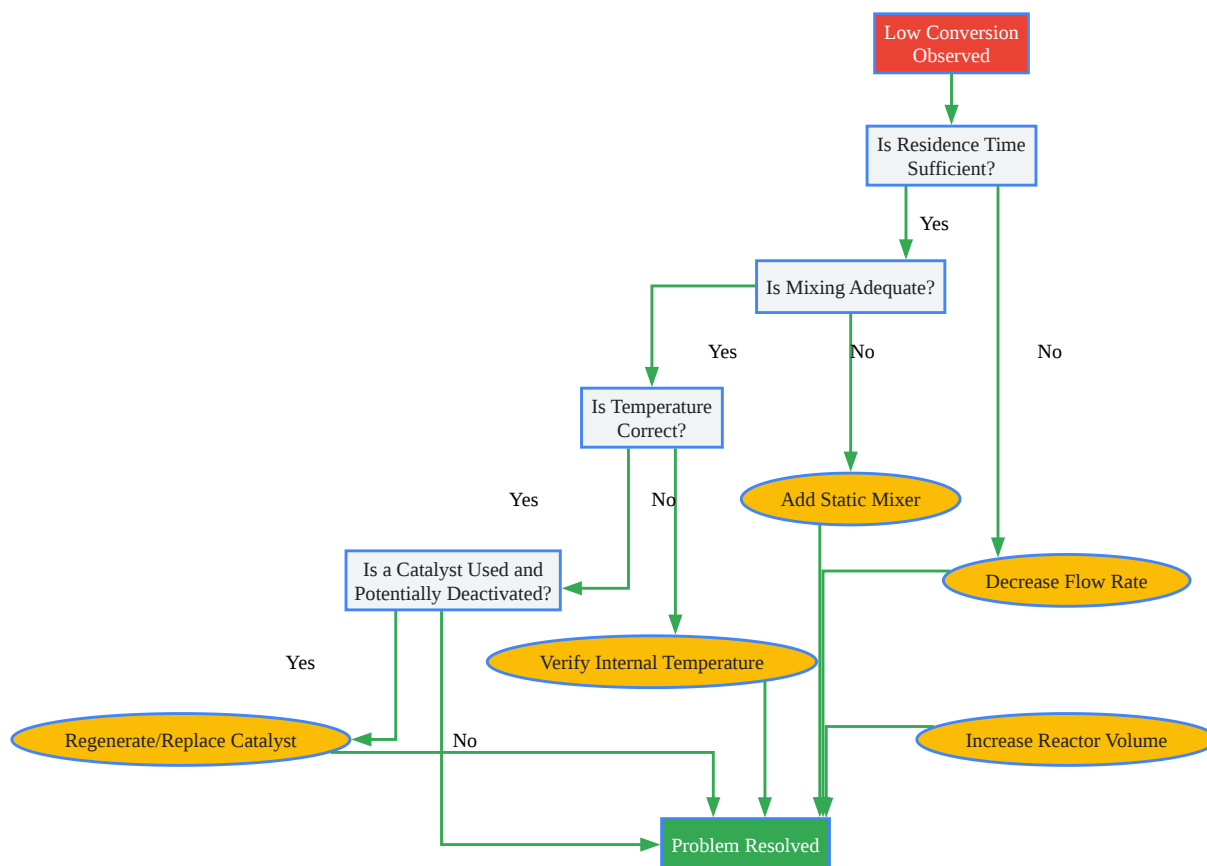 Low Conversion
Observed
Is Residence Time
Sufficient?
Yes
Is Mixing Adequate?
Yes
No
No
Is Temperature
Correct?
Yes
No
Add Static Mixer
Is a Catalyst Used and
Potentially Deactivated?
Decrease Flow Rate
Yes
Verify Internal Temperature
Regenerate/Replace Catalyst
No
Increase Reactor Volume
Problem Resolved